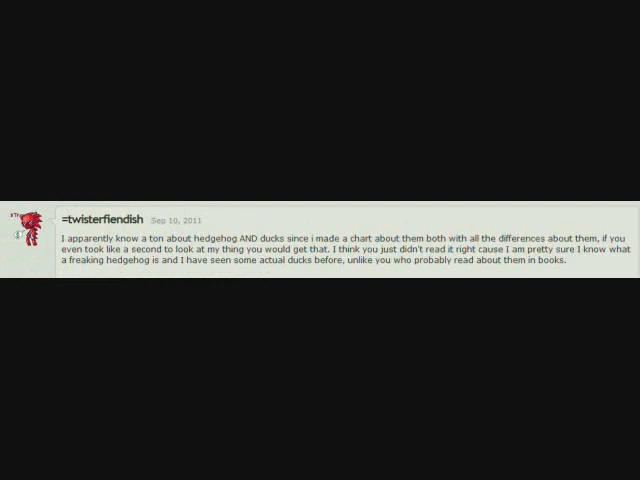 =twisterfiendish Sep 10, 2011
I apparently know a ton about hedgehog AND ducks since i made a chart about them both with all the differences about them, if you
even took like a second to look at my thing you would get that. I think you just didn't read it right cause I am pretty sure I know what
a freaking hedgehog is and I have seen some actual ducks before, unlike you who probably read about them in books.